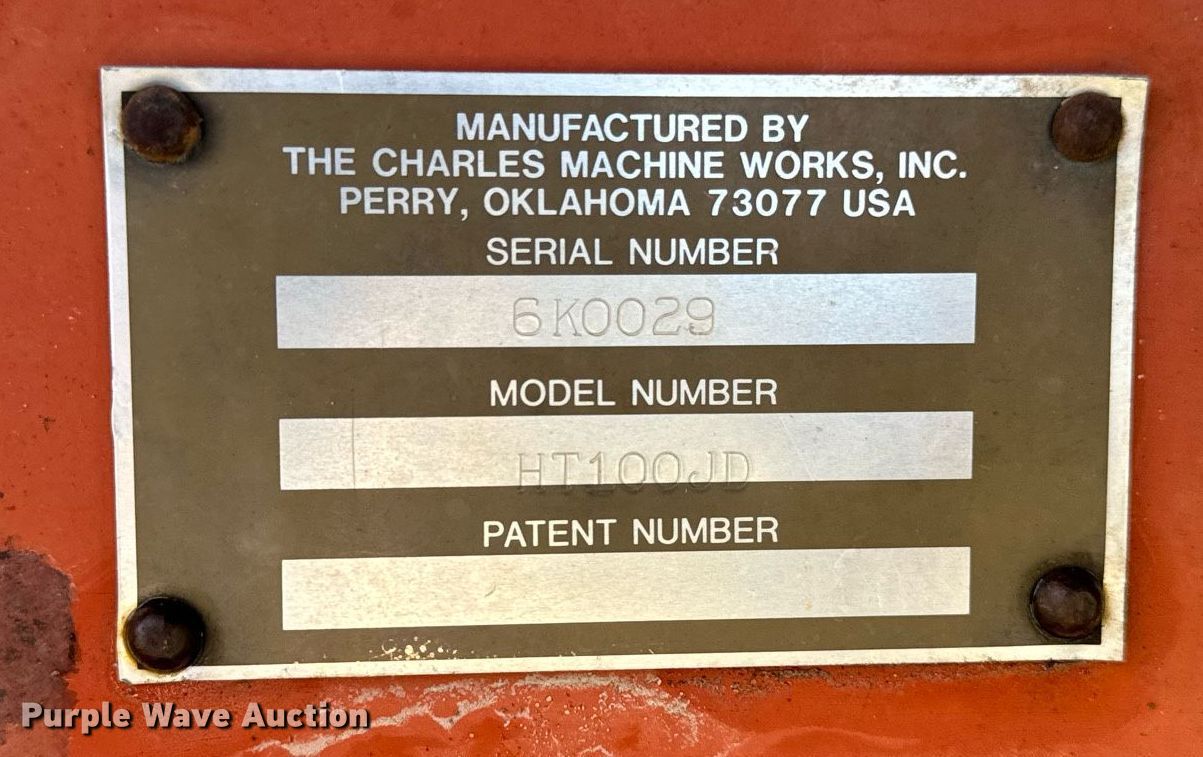 MANUFACTURED BY
THE CHARLES MACHINE WORKS, INC.
PERRY, OKLAHOMA 73077 USA
SERIAL NUMBER
6K0029
MODEL NUMBER
HT100JD
PATENT NUMBER
Purple Wave Auction